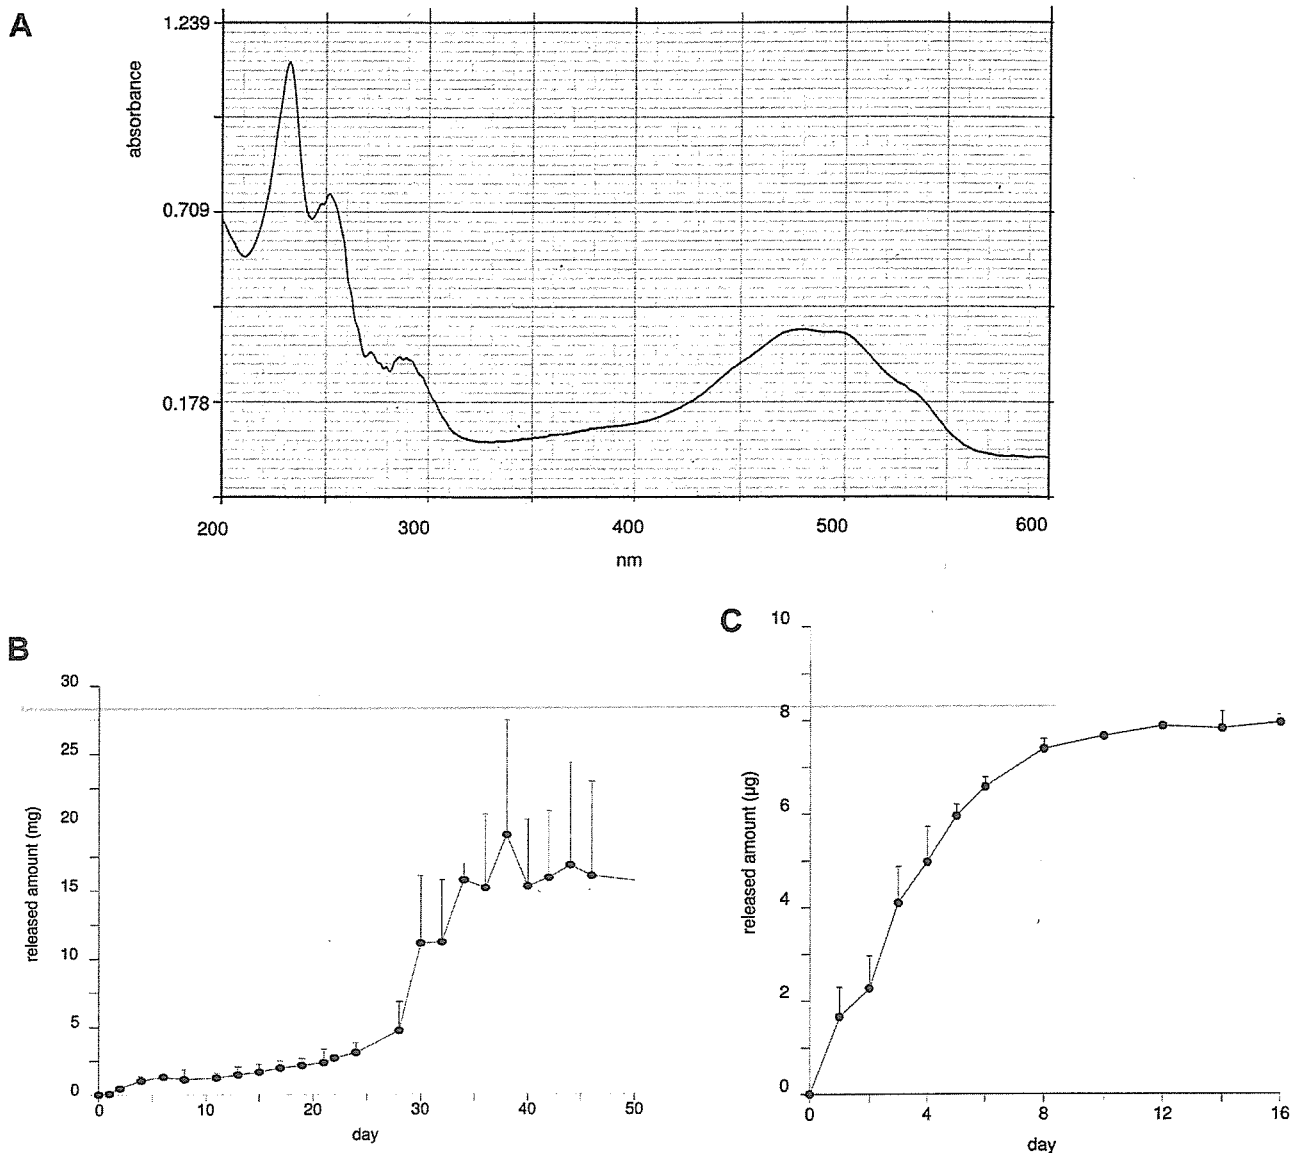 A
1.239
absorbance
0.709
0.178
200 300 400 500 600
nm
B
30
25
20
15
10
5
0
released amount (mg)
0 10 20 30 40 50
day
C
10
8
6
4
2
0
released amount (µg)
0 4 8 12 16
day